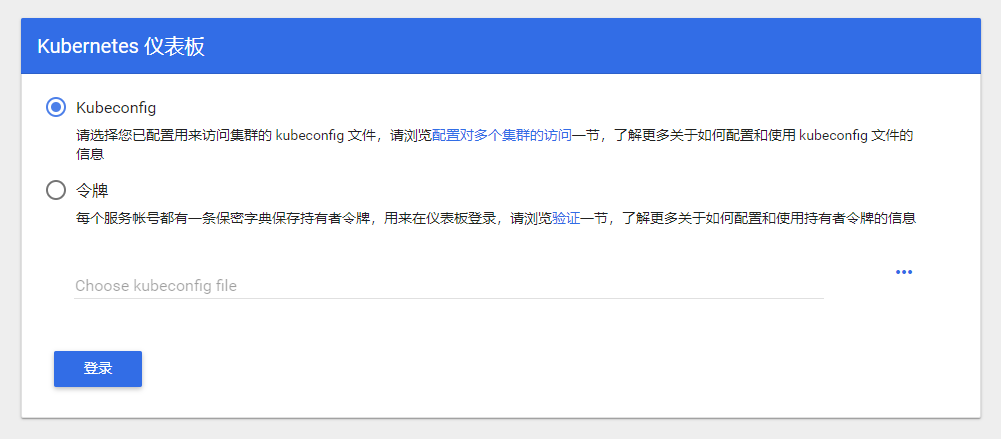 Kubernetes 仪表板
Kubeconfig
请选择您已配置用来访问集群的 kubeconfig 文件，请浏览配置对多个集群的访问一节，了解更多关于如何配置和使用 kubeconfig 文件的
信息
令牌
每个服务帐号都有一条保密字典保存持有者令牌，用来在仪表板登录，请浏览验证一节，了解更多关于如何配置和使用持有者令牌的信息
Choose kubeconfig file
登录